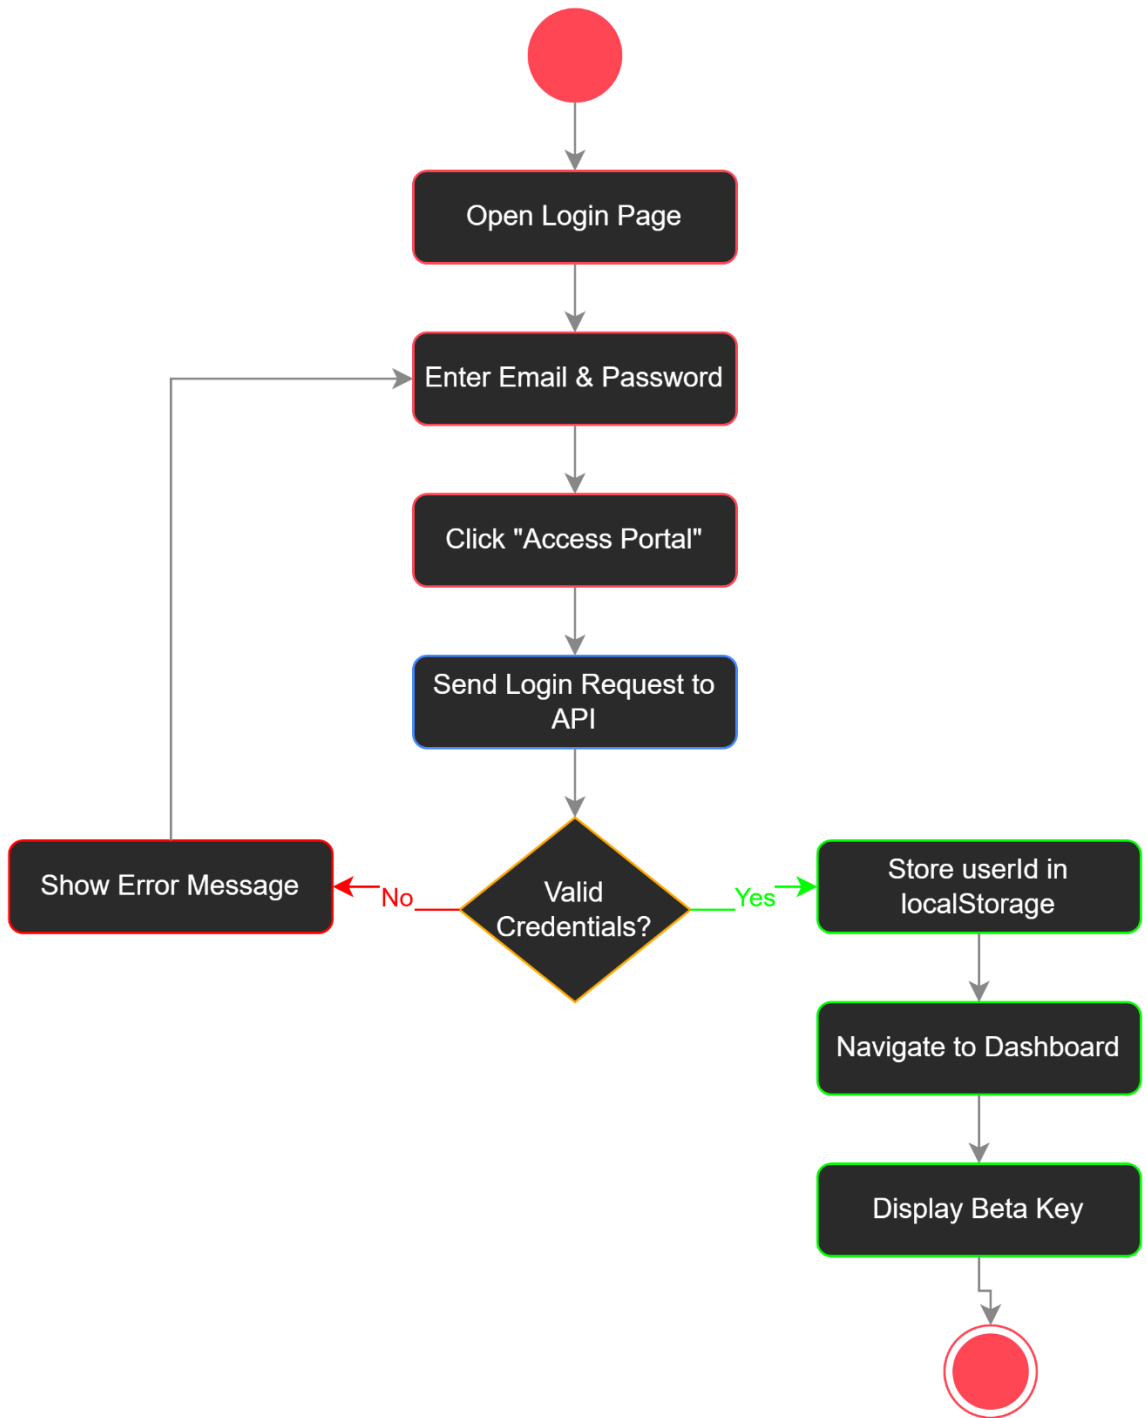 Open Login Page
Enter Email & Password
Click "Access Portal"
Send Login Request to
API
Valid
Credentials?
No
Show Error Message
Yes
Store userId in
localStorage
Navigate to Dashboard
Display Beta Key